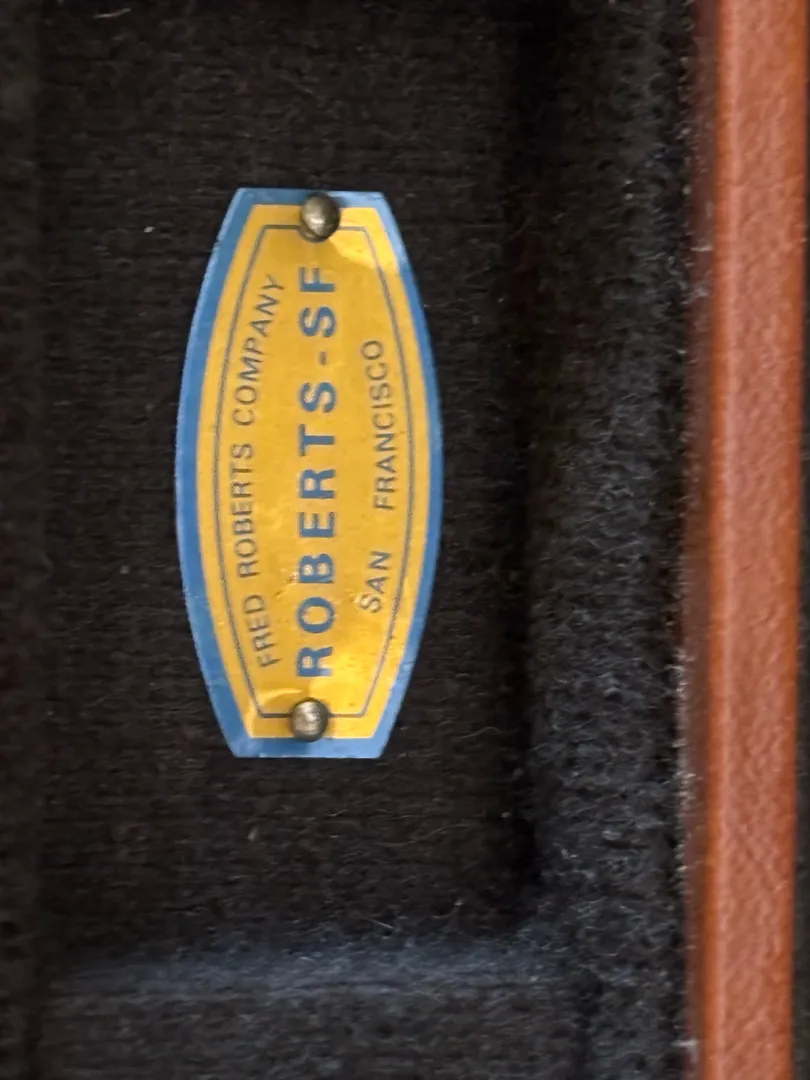 FRED ROBERTS COMPANY
ROBERTS-SF
SAN FRANCISCO